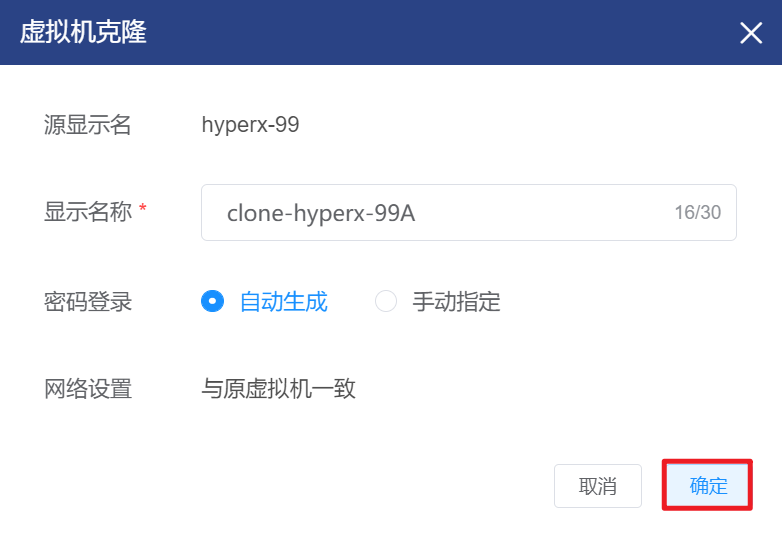 虚拟机克隆
源显示名 hyperx-99
显示名称 * clone-hyperx-99A 16/30
密码登录 自动生成 手动指定
网络设置 与原虚拟机一致
取消 确定